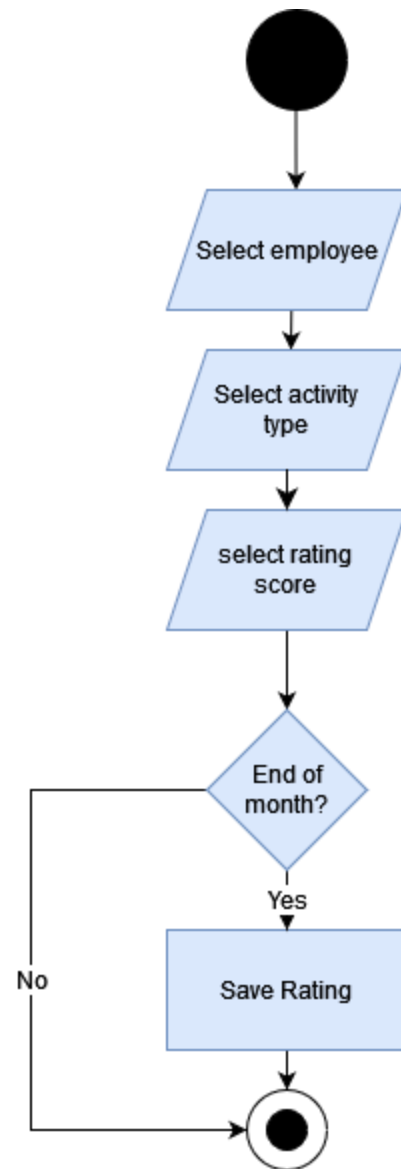 Select employee
Select activity
type
select rating
score
End of
month?
Yes
No
Save Rating